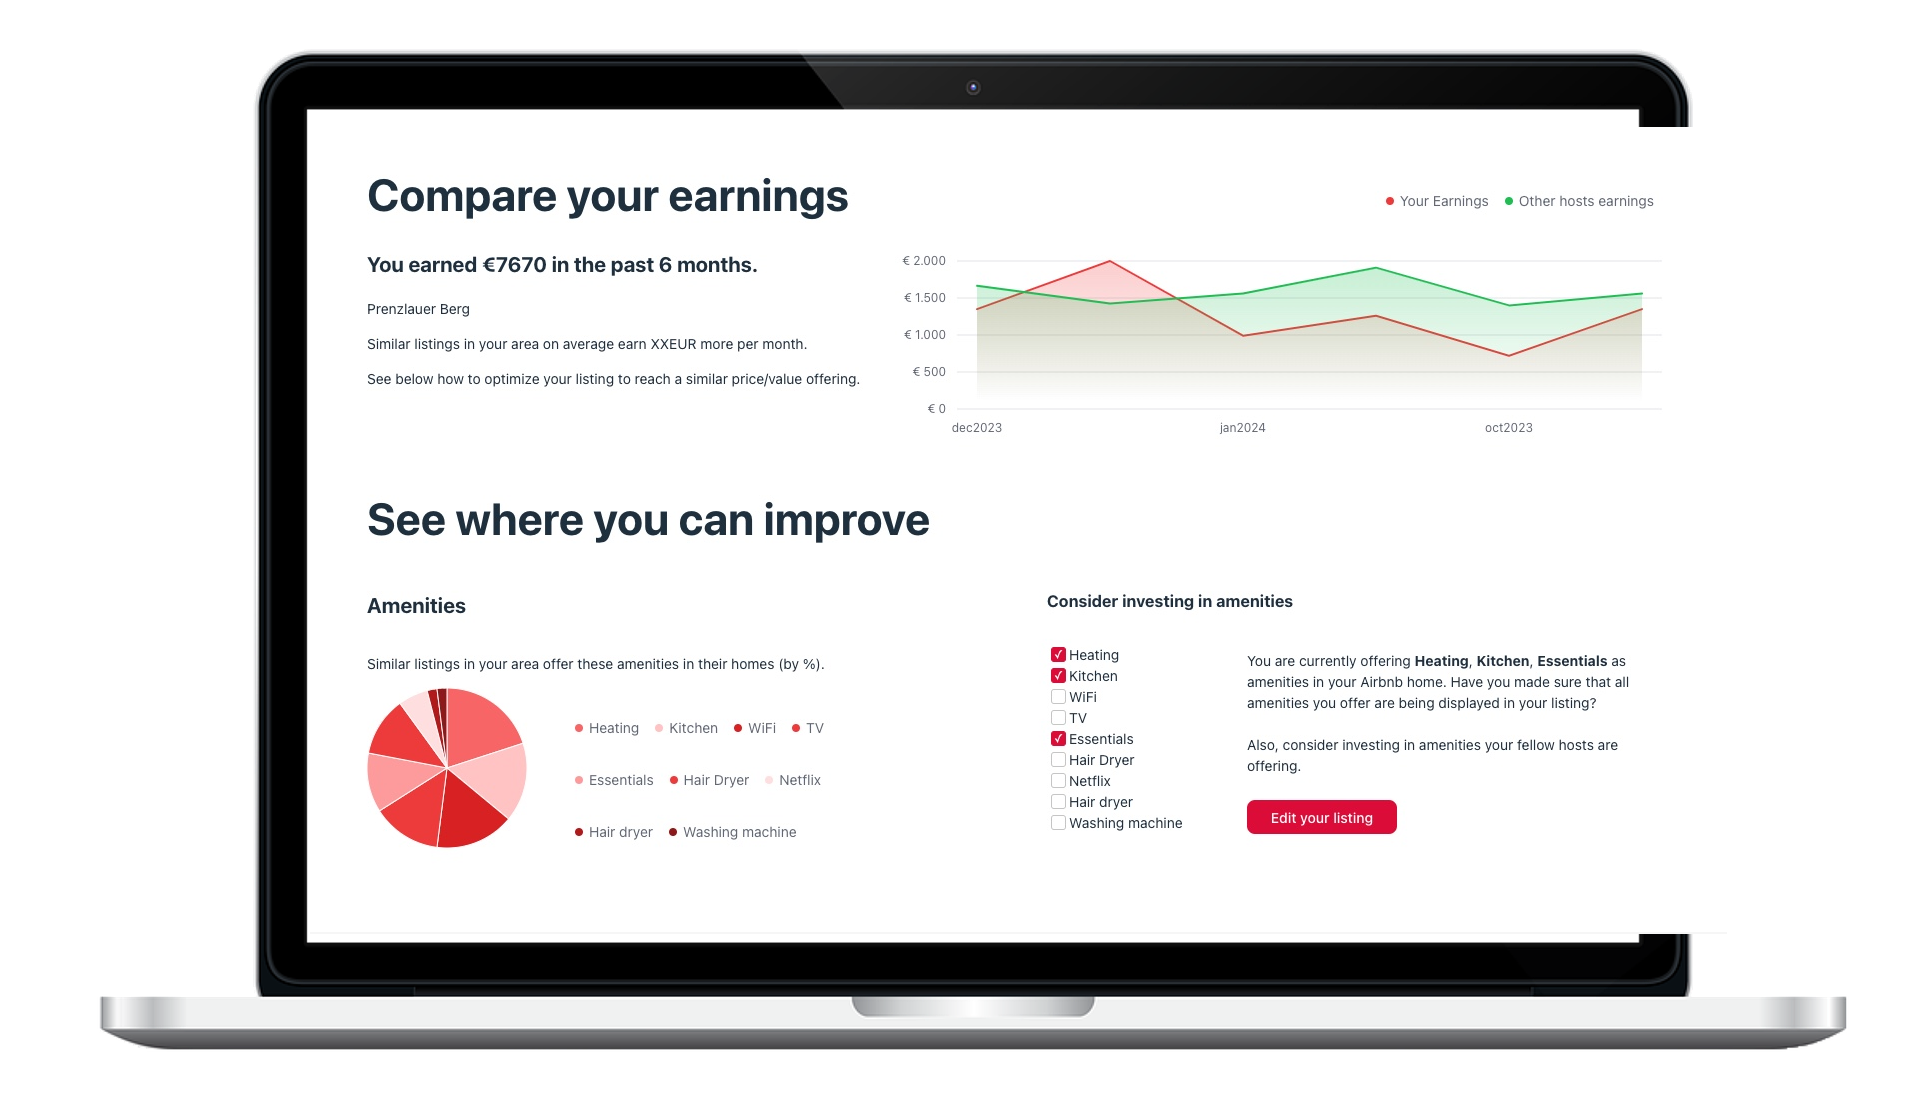 Compare your earnings
Your Earnings Other hosts earnings
You earned €7670 in the past 6 months.
Prenzlauer Berg
Similar listings in your area on average earn XXEUR more per month.
See below how to optimize your listing to reach a similar price/value offering.
€ 2.000
€ 1.500
€ 1.000
€ 500
€ 0
dec2023 jan2024 oct2023
See where you can improve
Amenities
Similar listings in your area offer these amenities in their homes (by %).
Heating Kitchen WiFi TV
Essentials Hair Dryer Netflix
Hair dryer Washing machine
Consider investing in amenities
Heating
Kitchen
WiFi
TV
Essentials
Hair Dryer
Netflix
Hair dryer
Washing machine
You are currently offering Heating, Kitchen, Essentials as
amenities in your Airbnb home. Have you made sure that all
amenities you offer are being displayed in your listing?
Also, consider investing in amenities your fellow hosts are
offering.
Edit your listing